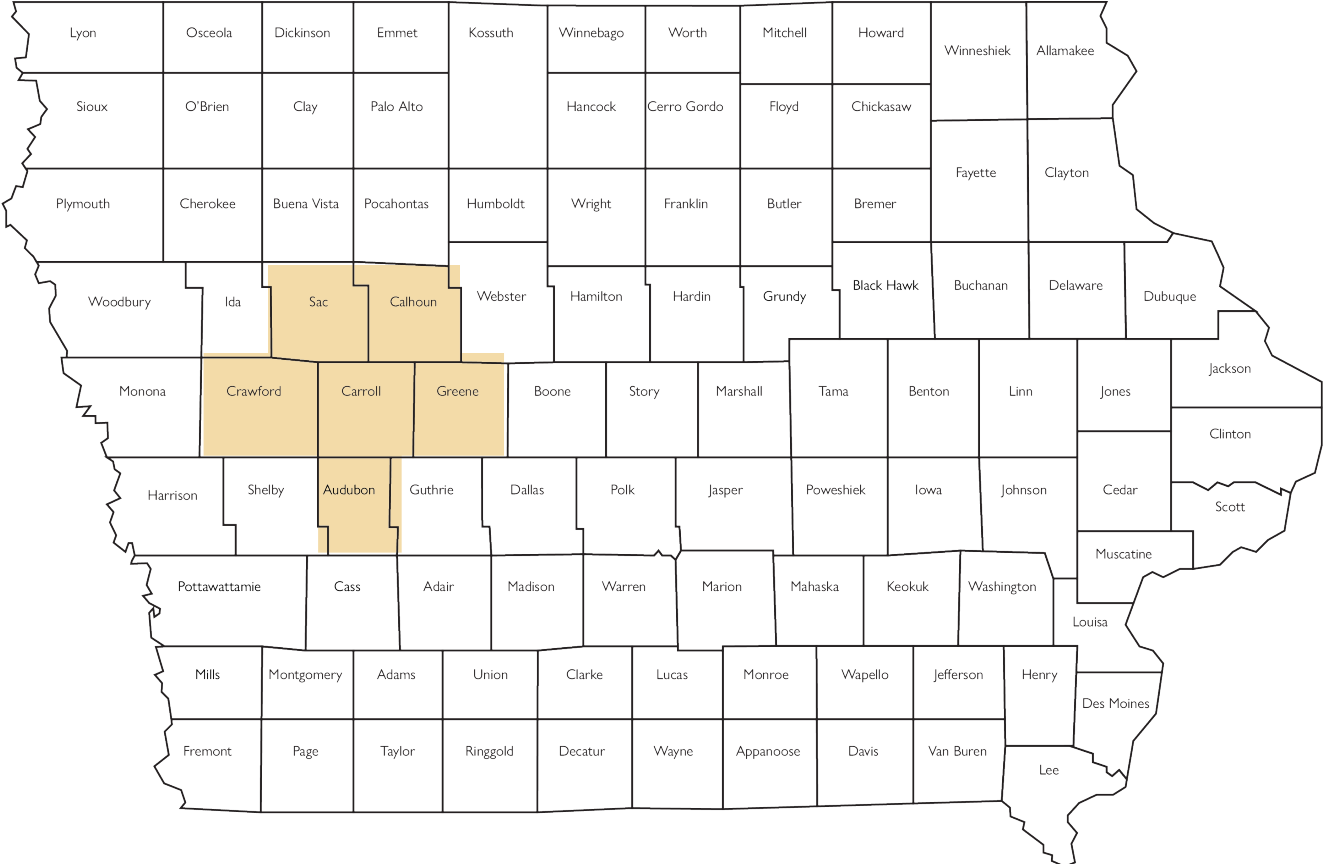 Lyon
Osceola
Dickinson
Emmet
Kossuth
Winnebago
Worth
Mitchell
Howard
Winneshiek
Allamakee
Sioux
O'Brien
Clay
Palo Alto
Hancock
Cerro Gordo
Floyd
Chickasaw
Fayette
Clayton
Plymouth
Cherokee
Buena Vista
Pocahontas
Humboldt
Wright
Franklin
Butler
Bremer
Woodbury
Ida
Sac
Calhoun
Webster
Hamilton
Hardin
Grundy
Black Hawk
Buchanan
Delaware
Dubuque
Monona
Crawford
Carroll
Greene
Boone
Story
Marshall
Tama
Benton
Linn
Jones
Jackson
Clinton
Harrison
Shelby
Audubon
Guthrie
Dallas
Polk
Jasper
Poweshiek
Iowa
Johnson
Cedar
Scott
Muscatine
Pottawattamie
Cass
Adair
Madison
Warren
Marion
Mahaska
Keokuk
Washington
Louisa
Mills
Montgomery
Adams
Union
Clarke
Lucas
Monroe
Wapello
Jefferson
Henry
Des Moines
Fremont
Page
Taylor
Ringgold
Decatur
Wayne
Appanoose
Davis
Van Buren
Lee